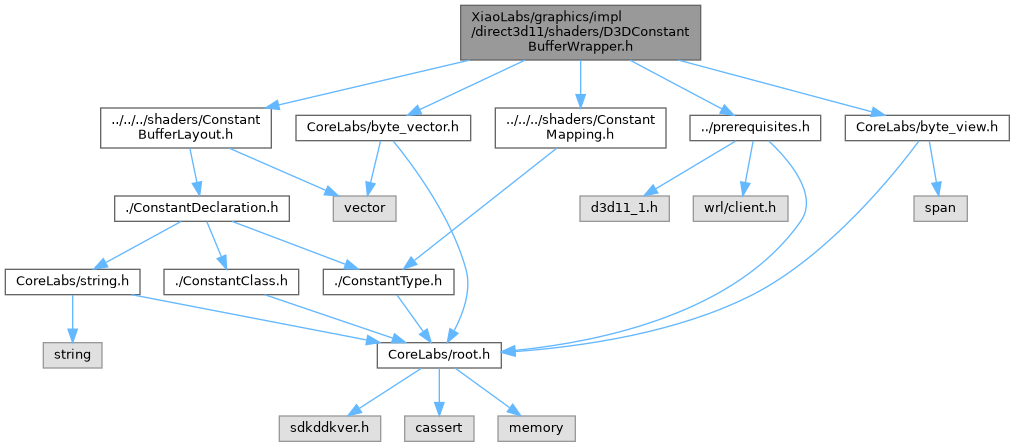 XiaoLabs/graphics/impl
/direct3d11/shaders/D3DConstant
BufferWrapper.h
../../../shaders/Constant
BufferLayout.h
CoreLabs/byte_vector.h
../../../shaders/Constant
Mapping.h
../prerequisites.h
CoreLabs/byte_view.h
./ConstantDeclaration.h
vector
d3d11_1.h
wrl/client.h
span
CoreLabs/string.h
./ConstantClass.h
./ConstantType.h
string
CoreLabs/root.h
sdkddkver.h
cassert
memory